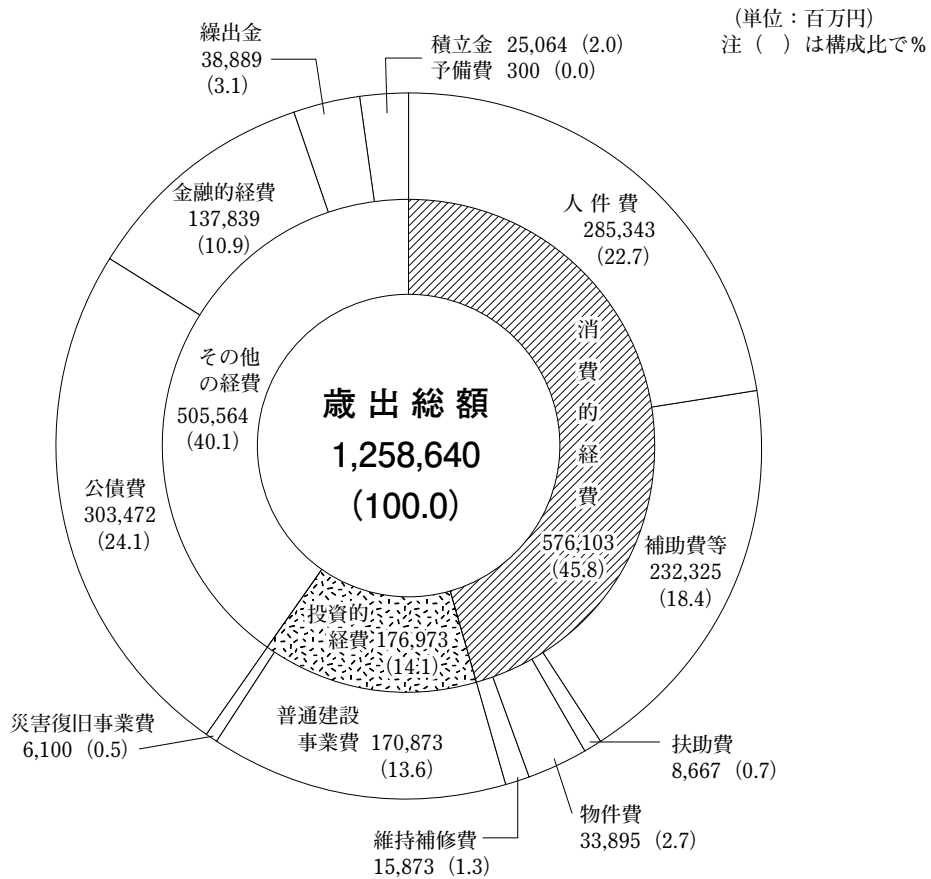 （単位：百万円）
注（　）は構成比で%
繰出金
38,889
(3.1)
積立金 25,064（2.0）
予備費 300（0.0）
人 件 費
285,343
（22.7）
金融的経費
137,839
（10.9）
消費的経費
576,103
（45.8）
その他
の経費
505,564
（40.1）
歳 出 総 額
1,258,640
（100.0）
公債費
303,472
（24.1）
補助費等
232,325
（18.4）
投資的
経費 176,973
（14.1）
災害復旧事業費
6,100（0.5）
普通建設
事業費 170,873
（13.6）
扶助費
8,667（0.7）
物件費
33,895（2.7）
維持補修費
15,873（1.3）